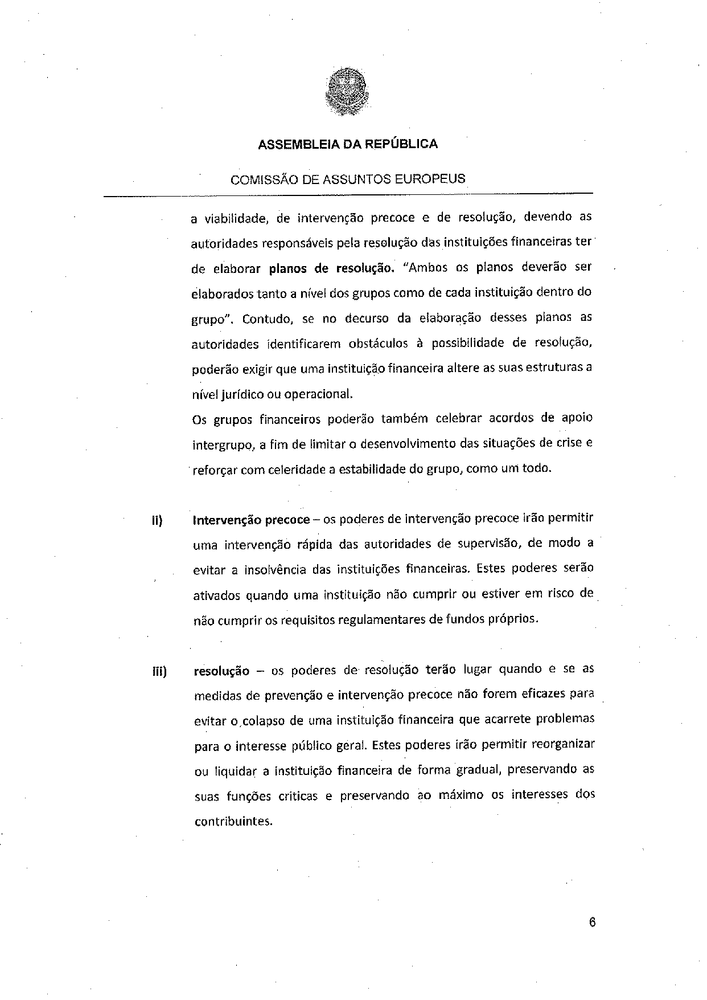 ASSEMBLEIA DA REPÚBLICA
COMISSÃO DE ASSUNTOS EUROPEUS
a viabilidade, de intervenção precoce e de resolução, devendo as
autoridades responsáveis pela resolução das instituições financeiras ter
de elaborar planos de resolução. "Ambos os planos deverão ser
elaborados tanto a nível dos grupos como de cada instituição dentro do
grupo". Contudo, se no decurso da elaboração desses planos as
autoridades identificarem obstáculos à possibilidade de resolução,
poderão exigir que uma instituição financeira altere as suas estruturas a
nível jurídico ou operacional.
Os grupos financeiros poderão também celebrar acordos de apoio
intergrupo, a fim de limitar o desenvolvimento das situações de crise e
reforçar com celeridade a estabilidade do grupo, como um todo.
ii) Intervenção precoce – os poderes de intervenção precoce irão permitir
uma intervenção rápida das autoridades de supervisão, de modo a
evitar a insolvência das instituições financeiras. Estes poderes serão
ativados quando uma instituição não cumprir ou estiver em risco de
não cumprir os requisitos regulamentares de fundos próprios.
iii) resolução – os poderes de resolução terão lugar quando e se as
medidas de prevenção e intervenção precoce não forem eficazes para
evitar o colapso de uma instituição financeira que acarrete problemas
para o interesse público geral. Estes poderes irão permitir reorganizar
ou liquidar a instituição financeira de forma gradual, preservando as
suas funções criticas e preservando ao máximo os interesses dos
contribuintes.
6